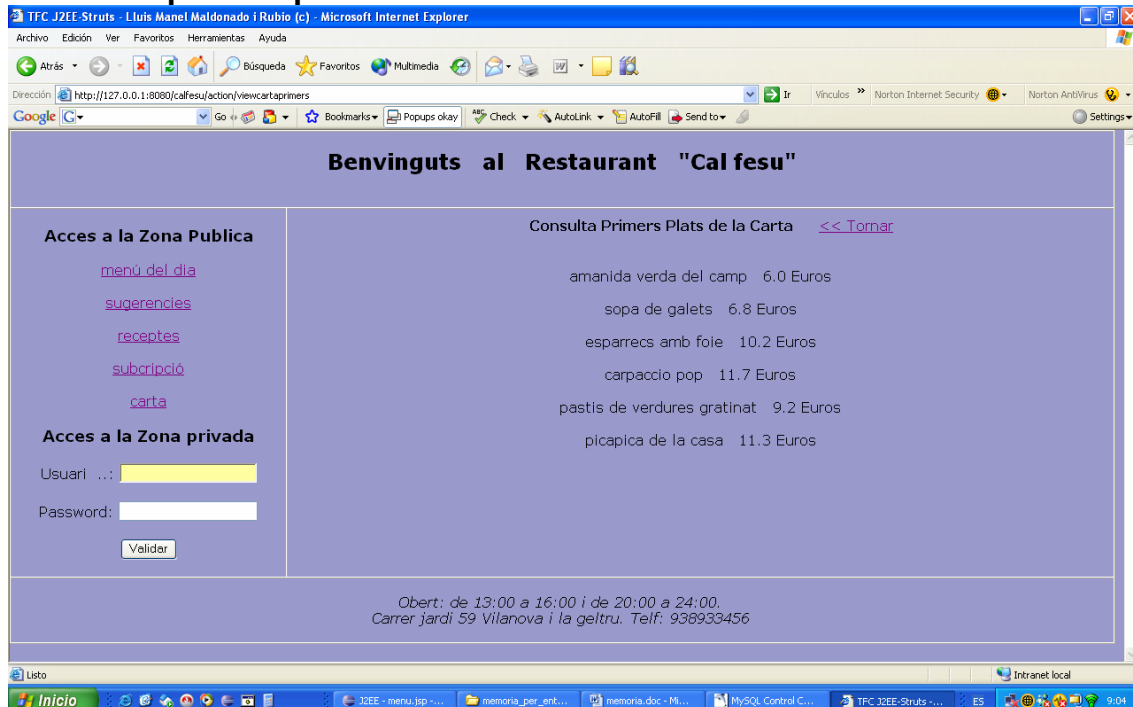 TFC J2EE-Struts - Lluis Manel Maldonado i Rubio (c) - Microsoft Internet Explorer
Archivo Edición Ver Favoritos Herramientas Ayuda
Atrás Búsqueda Favoritos Multimedia
Dirección http://127.0.0.1:8080/calfesu/action/viewcartaprimers Ir Vínculos » Norton Internet Security Norton AntiVirus
Google G Go Bookmarks Popups okay Check AutoLink AutoFill Send to Settings
Benvinguts al Restaurant "Cal fesu"
Acces a la Zona Publica
menú del dia
sugerencies
receptes
subcripció
carta
Acces a la Zona privada
Usuari ..:
Password:
Validar
Consulta Primers Plats de la Carta << Tornar
amanida verda del camp 6.0 Euros
sopa de galets 6.8 Euros
esparrecs amb foie 10.2 Euros
carpaccio pop 11.7 Euros
pastis de verdures gratinat 9.2 Euros
picapica de la casa 11.3 Euros
Obert: de 13:00 a 16:00 i de 20:00 a 24:00.
Carrer jardi 59 Vilanova i la geltru. Telf: 938933456
Listo Intranet local
Inicio J2EE - menu.jsp -... memoria_per_ent... memoria.doc - Mi... MySQL Control C... TFC J2EE-Struts -... ES 9:04